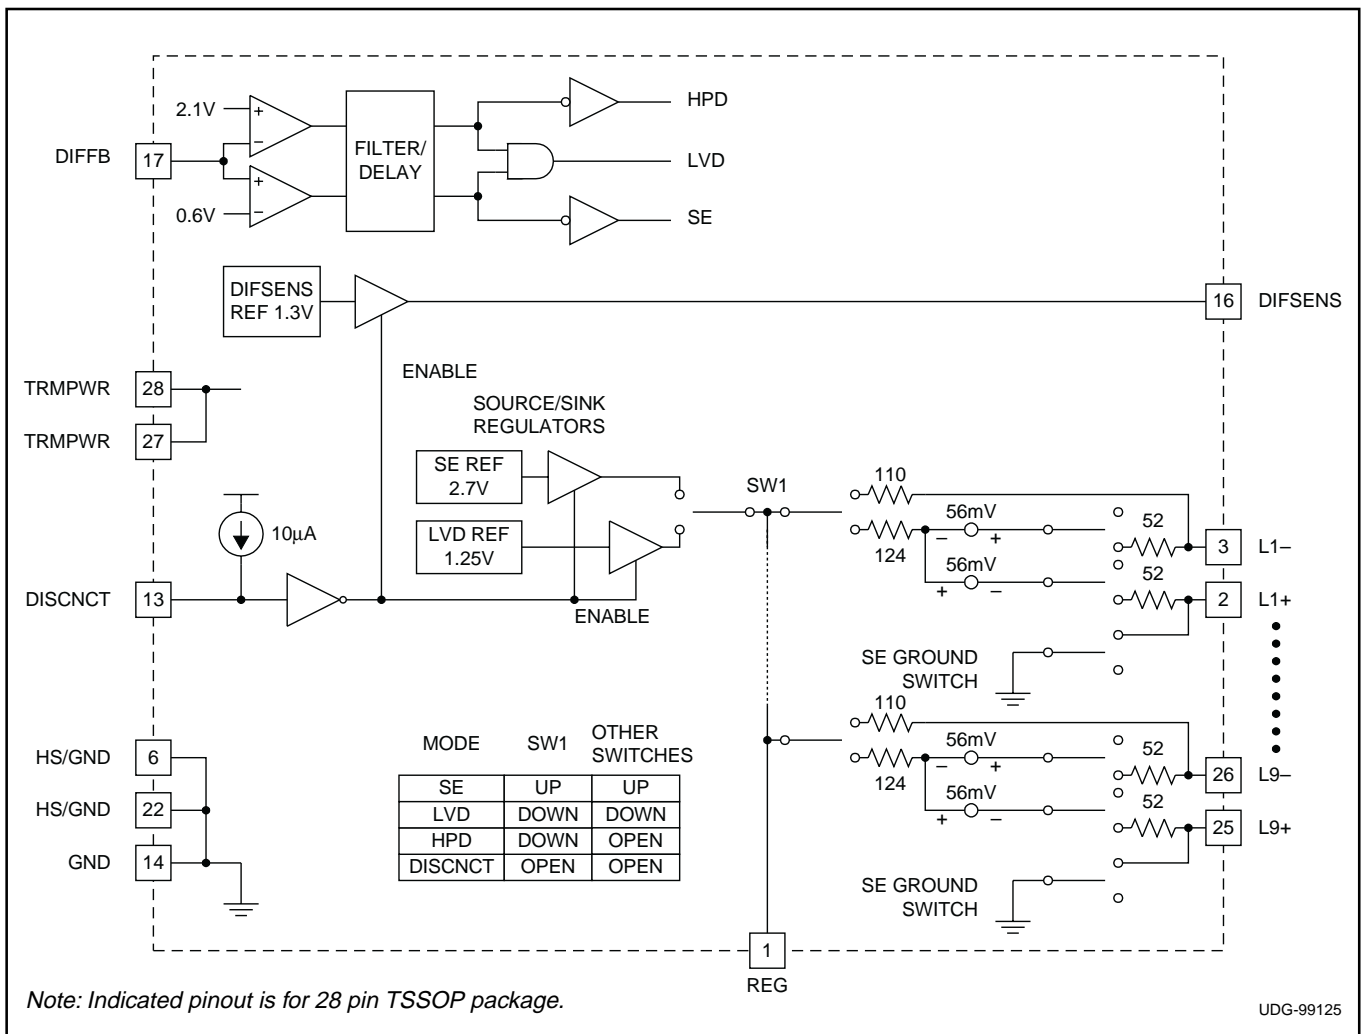 2.1V
+
−
HPD
DIFFB
17
FILTER/
DELAY
LVD
+
−
0.6V
SE
DIFSENS
REF 1.3V
16
DIFSENS
ENABLE
TRMPWR
28
TRMPWR
27
SOURCE/SINK
REGULATORS
SE REF
2.7V
LVD REF
1.25V
SW1
110
124
56mV
−
+
56mV
+
−
52
3
L1−
52
2
L1+
10µA
DISCNCT
13
ENABLE
SE GROUND
SWITCH
110
124
56mV
−
+
56mV
+
−
52
26
L9−
52
25
L9+
SE GROUND
SWITCH
HS/GND
6
HS/GND
22
GND
14
MODE SW1 OTHER
SWITCHES
SE UP UP
LVD DOWN DOWN
HPD DOWN OPEN
DISCNCT OPEN OPEN
1
REG
Note: Indicated pinout is for 28 pin TSSOP package.
UDG-99125